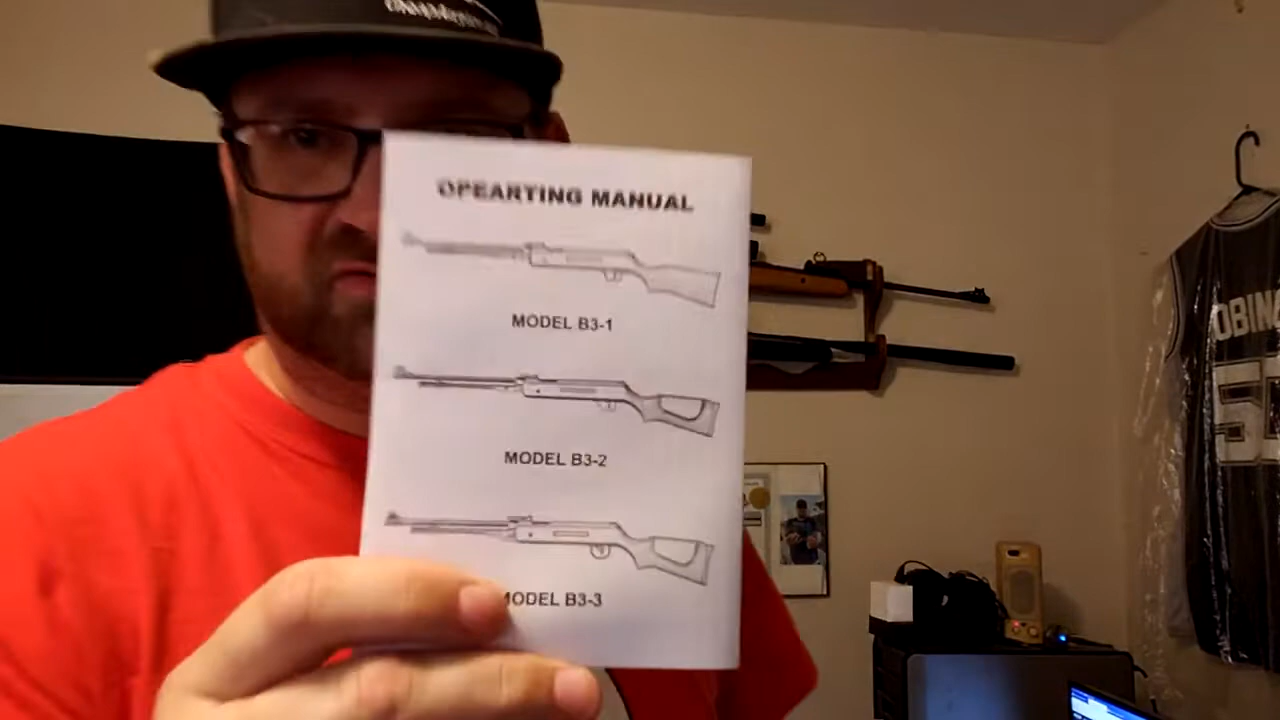 OPEARTING MANUAL
MODEL B3-1
MODEL B3-2
MODEL B3-3